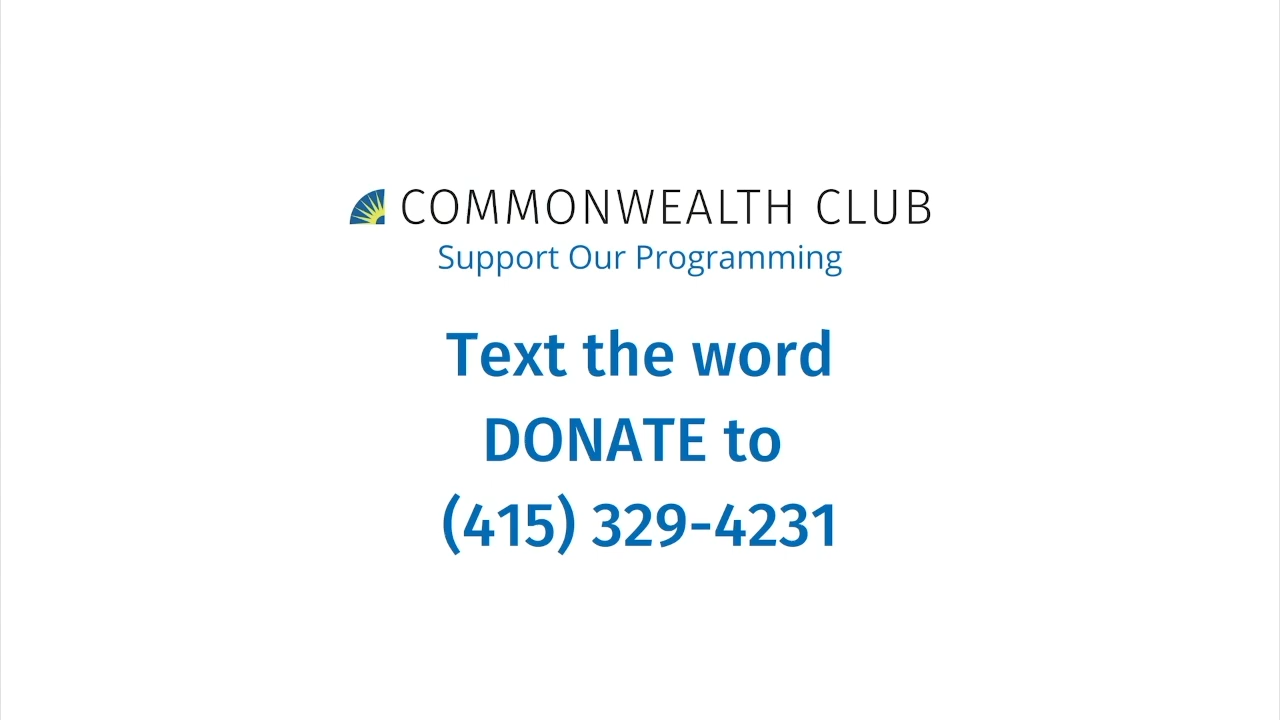 COMMONWEALTH CLUB
Support Our Programming
Text the word
DONATE to
(415) 329-4231